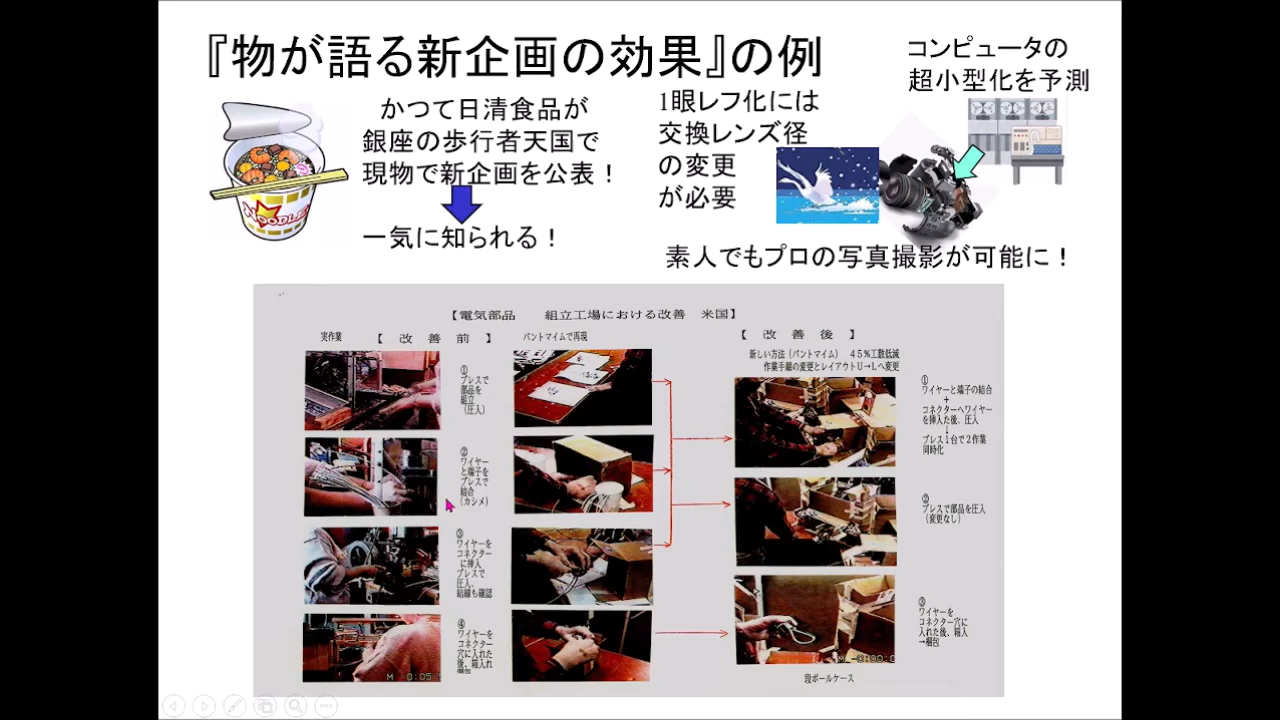 『物が語る新企画の効果』の例
かつて日清食品が
銀座の歩行者天国で
現物で新企画を公表！
一気に知られる！
NOODLE
1眼レフ化には
交換レンズ径
の変更
が必要
コンピュータの
超小型化を予測
素人でもプロの写真撮影が可能に！
【電気部品　組立工場における改善　米国】
実作業
【 改 善 前 】
パントマイムで再現
①
プレスで
部品を
組立
（圧入）
②
ワイヤー
と端子を
プレスで
結合
（カシメ）
③
ワイヤーを
コネクター
に挿入
プレスで
圧入、
結線も確認
④
ワイヤーを
コネクター
穴に入れた
後、箱入れ
梱包
【 改 善 後 】
新しい方法（パントマイム）　４５％工数低減
作業手順の変更とレイアウトＵ→Ｌへ変更
①
ワイヤーと端子の結合
＋
コネクターへワイヤー
を挿入た後、圧入
↓
プレス１台で２作業
同時化
②
プレスで部品を圧入
（変更なし）
③
ワイヤーを
コネクター穴に
入れた後、箱入
→梱包
段ボールケース